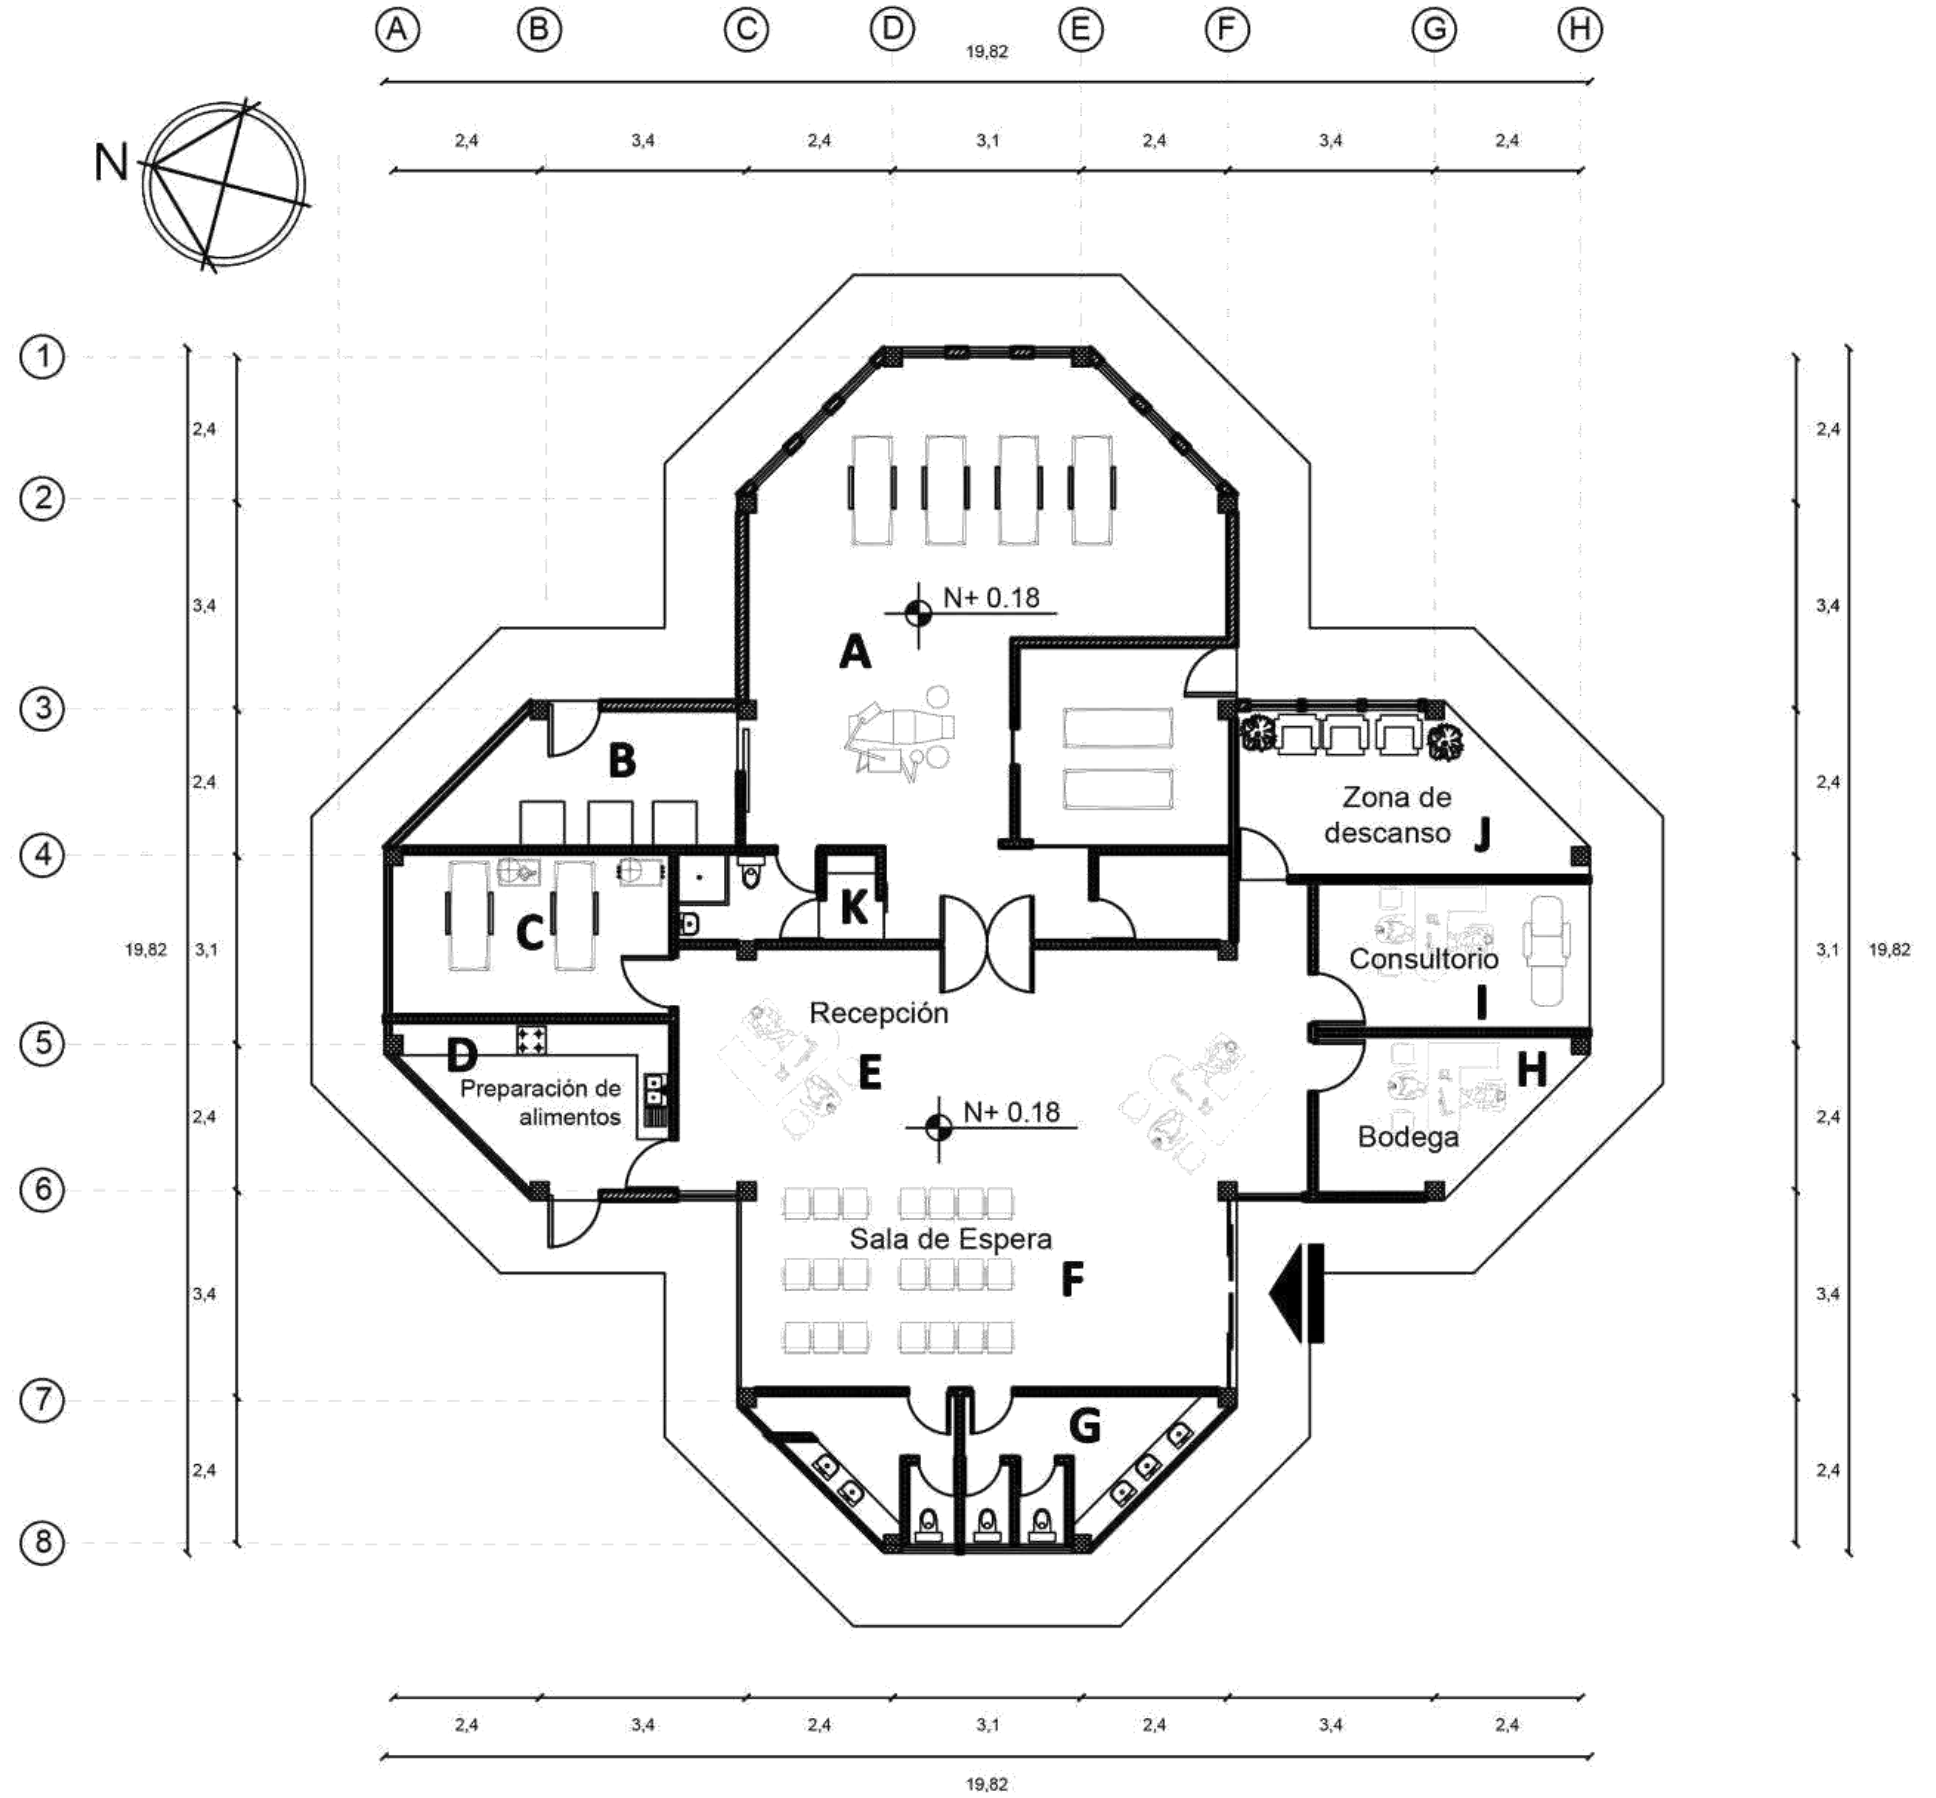 A B C D E F G H
19,82
2,4 3,4 2,4 3,1 2,4 3,4 2,4
N
1
2,4 2,4
2
N+ 0.18
3,4 3,4
A
3
B
2,4 2,4
Zona de
descanso J
4
K
C
19,82 3,1 3,1 19,82
Consultorio
I
Recepción
5
D E H
Preparación de
alimentos
N+ 0.18
2,4 2,4
Bodega
6
Sala de Espera
F
3,4 3,4
7
G
2,4 2,4
8
2,4 3,4 2,4 3,1 2,4 3,4 2,4
19,82